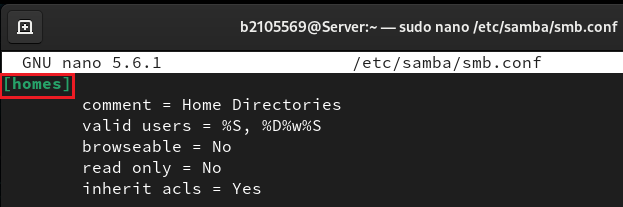 b2105569@Server:~ — sudo nano /etc/samba/smb.conf
GNU nano 5.6.1 /etc/samba/smb.conf
[homes]
comment = Home Directories
valid users = %S, %D%w%S
browseable = No
read only = No
inherit acls = Yes